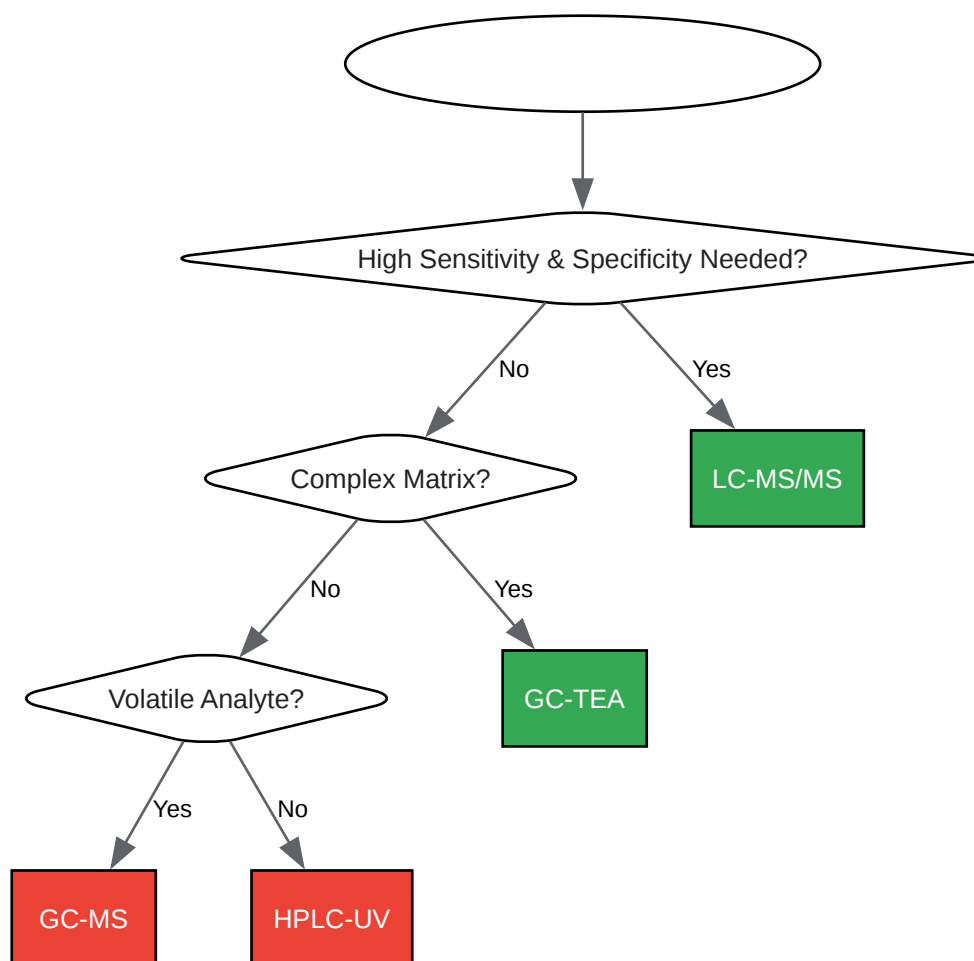 High Sensitivity & Specificity Needed?
No
Yes
Complex Matrix?
LC-MS/MS
No
Yes
Volatile Analyte?
GC-TEA
Yes
No
GC-MS
HPLC-UV